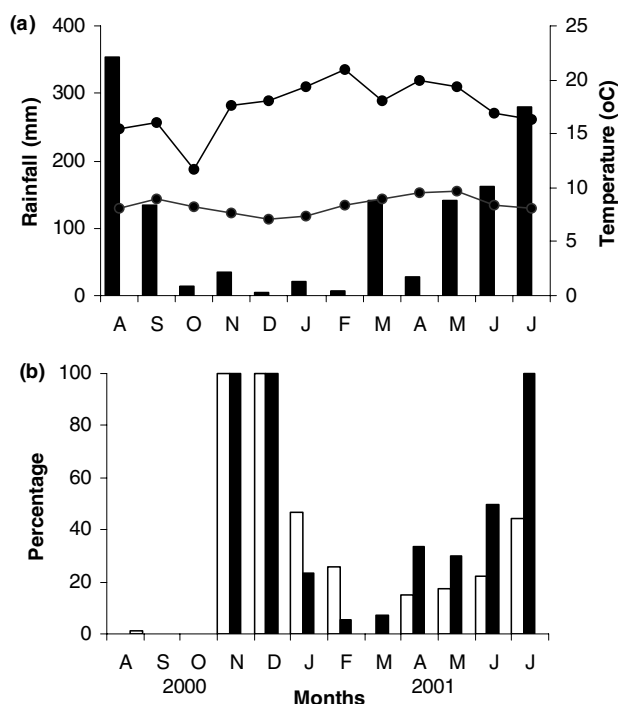 (a)
400
300
200
100
0
Rainfall (mm)
25
20
15
10
5
0
Temperature (oC)
A S O N D J F M A M J J
(b)
100
80
60
40
20
0
Percentage
A S O N D J F M A M J J
2000 2001
Months